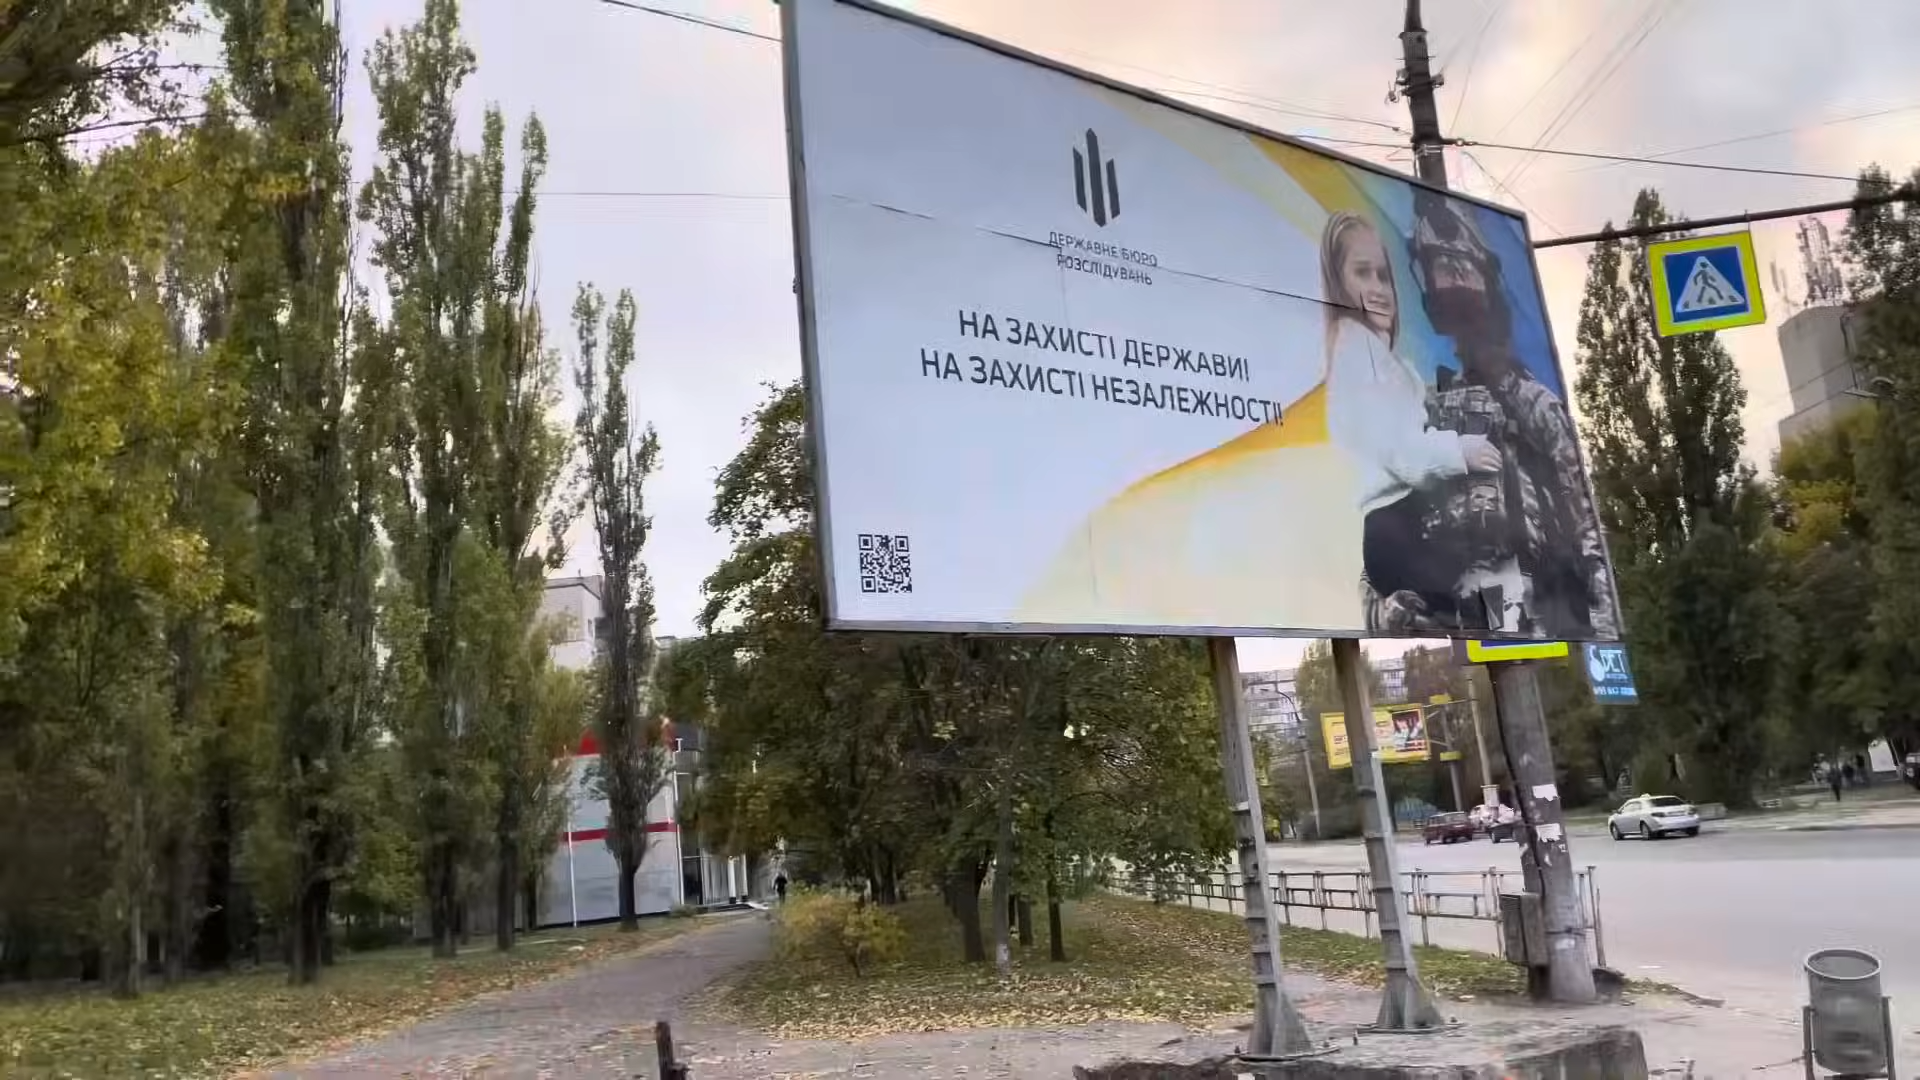 ДЕРЖАВНЕ БЮРО
РОЗСЛІДУВАНЬ
НА ЗАХИСТІ ДЕРЖАВИ!
НА ЗАХИСТІ НЕЗАЛЕЖНОСТІ!